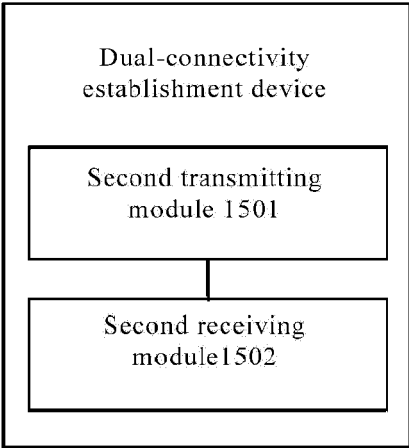 Dual-connectivity
establishment device
Second transmitting
module 1501
Second receiving
module1502